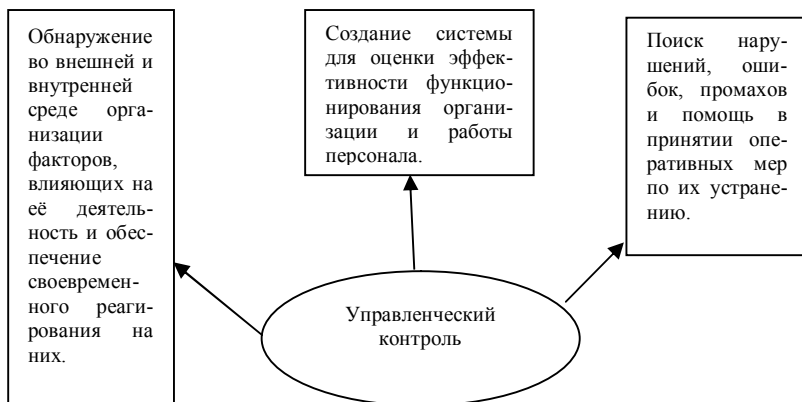 Обнаружение
во внешней и
внутренней
среде орга-
низации
факторов,
влияющих на
её деятель-
ность и обес-
печение
своевремен-
ного реаги-
рования на
них.
Создание системы
для оценки эффек-
тивности функцио-
нирования органи-
зации и работы
персонала.
Поиск нару-
шений, оши-
бок, промахов
и помощь в
принятии опе-
ративных мер
по их устране-
нию.
Управленческий
контроль